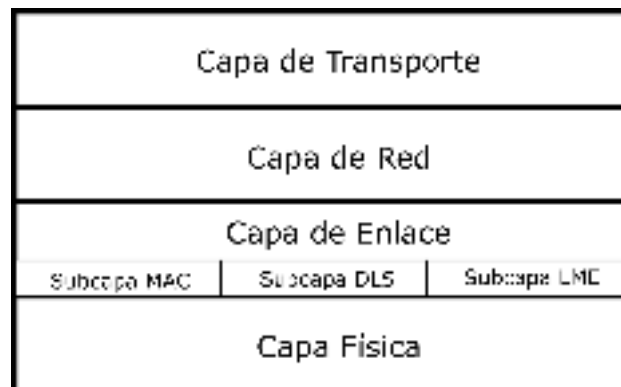 Capa de Transporte
Capa de Red
Capa de Enlace
Subcapa MAC Subcapa DLS Subcapa LME
Capa Fisica